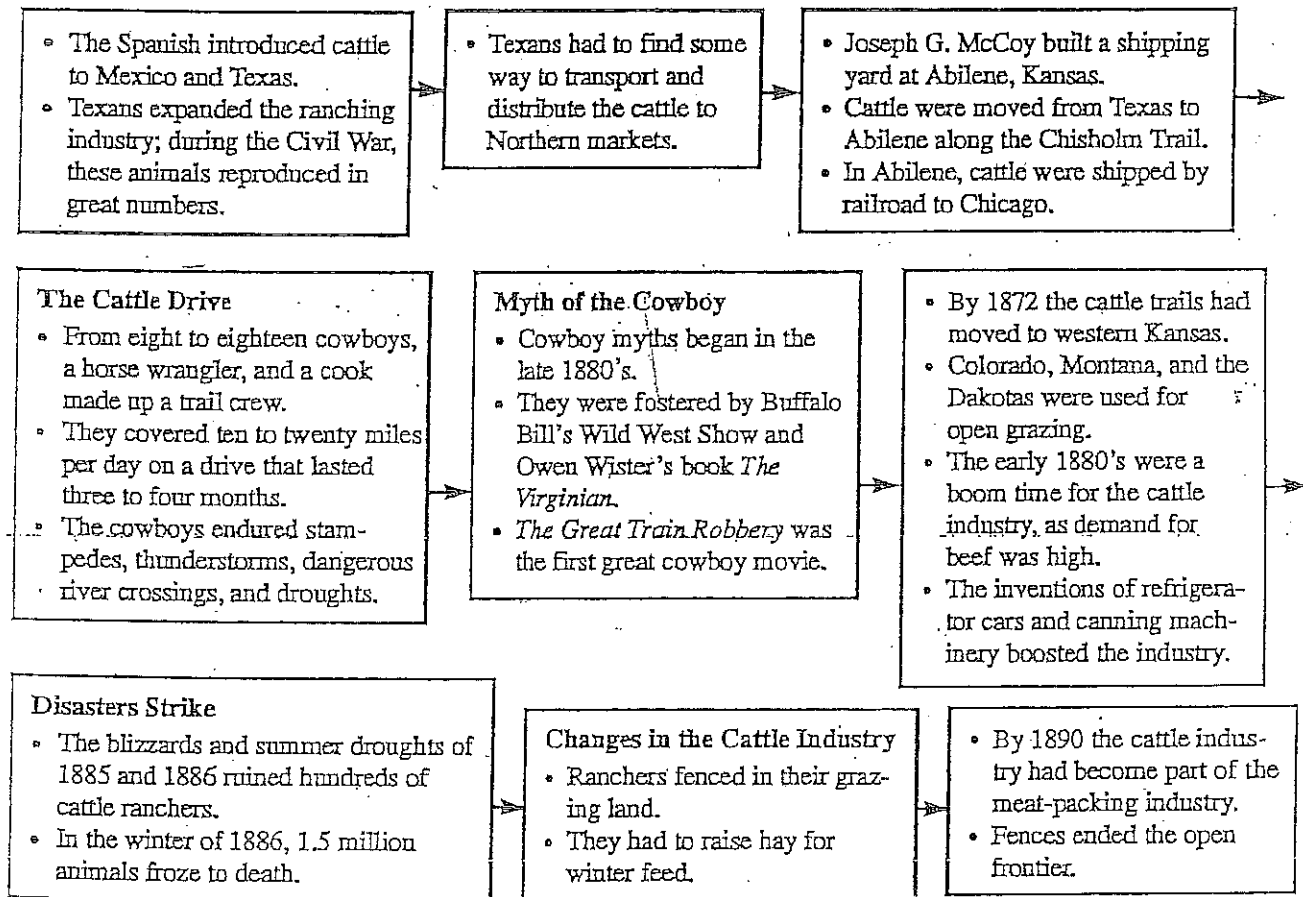 • The Spanish introduced cattle
to Mexico and Texas.
• Texans expanded the ranching
industry; during the Civil War,
these animals reproduced in
great numbers.
• Texans had to find some
way to transport and
distribute the cattle to
Northern markets.
• Joseph G. McCoy built a shipping
yard at Abilene, Kansas.
• Cattle were moved from Texas to
Abilene along the Chisholm Trail.
• In Abilene, cattle were shipped by
railroad to Chicago.
The Cattle Drive
• From eight to eighteen cowboys,
a horse wrangler, and a cook
made up a trail crew.
• They covered ten to twenty miles
per day on a drive that lasted
three to four months.
• The cowboys endured stam-
pedes, thunderstorms, dangerous
river crossings, and droughts.
Myth of the Cowboy
• Cowboy myths began in the
late 1880's.
• They were fostered by Buffalo
Bill's Wild West Show and
Owen Wister's book The
Virginian.
• The Great Train Robbery was
the first great cowboy movie.
• By 1872 the cattle trails had
moved to western Kansas.
• Colorado, Montana, and the
Dakotas were used for
open grazing.
• The early 1880's were a
boom time for the cattle
industry, as demand for
beef was high.
• The inventions of refrigera-
tor cars and canning mach-
inery boosted the industry.
Disasters Strike
• The blizzards and summer droughts of
1885 and 1886 ruined hundreds of
cattle ranchers.
• In the winter of 1886, 1.5 million
animals froze to death.
Changes in the Cattle Industry
• Ranchers fenced in their graz-
ing land.
• They had to raise hay for
winter feed.
• By 1890 the cattle indus-
try had become part of the
meat-packing industry.
• Fences ended the open
frontier.